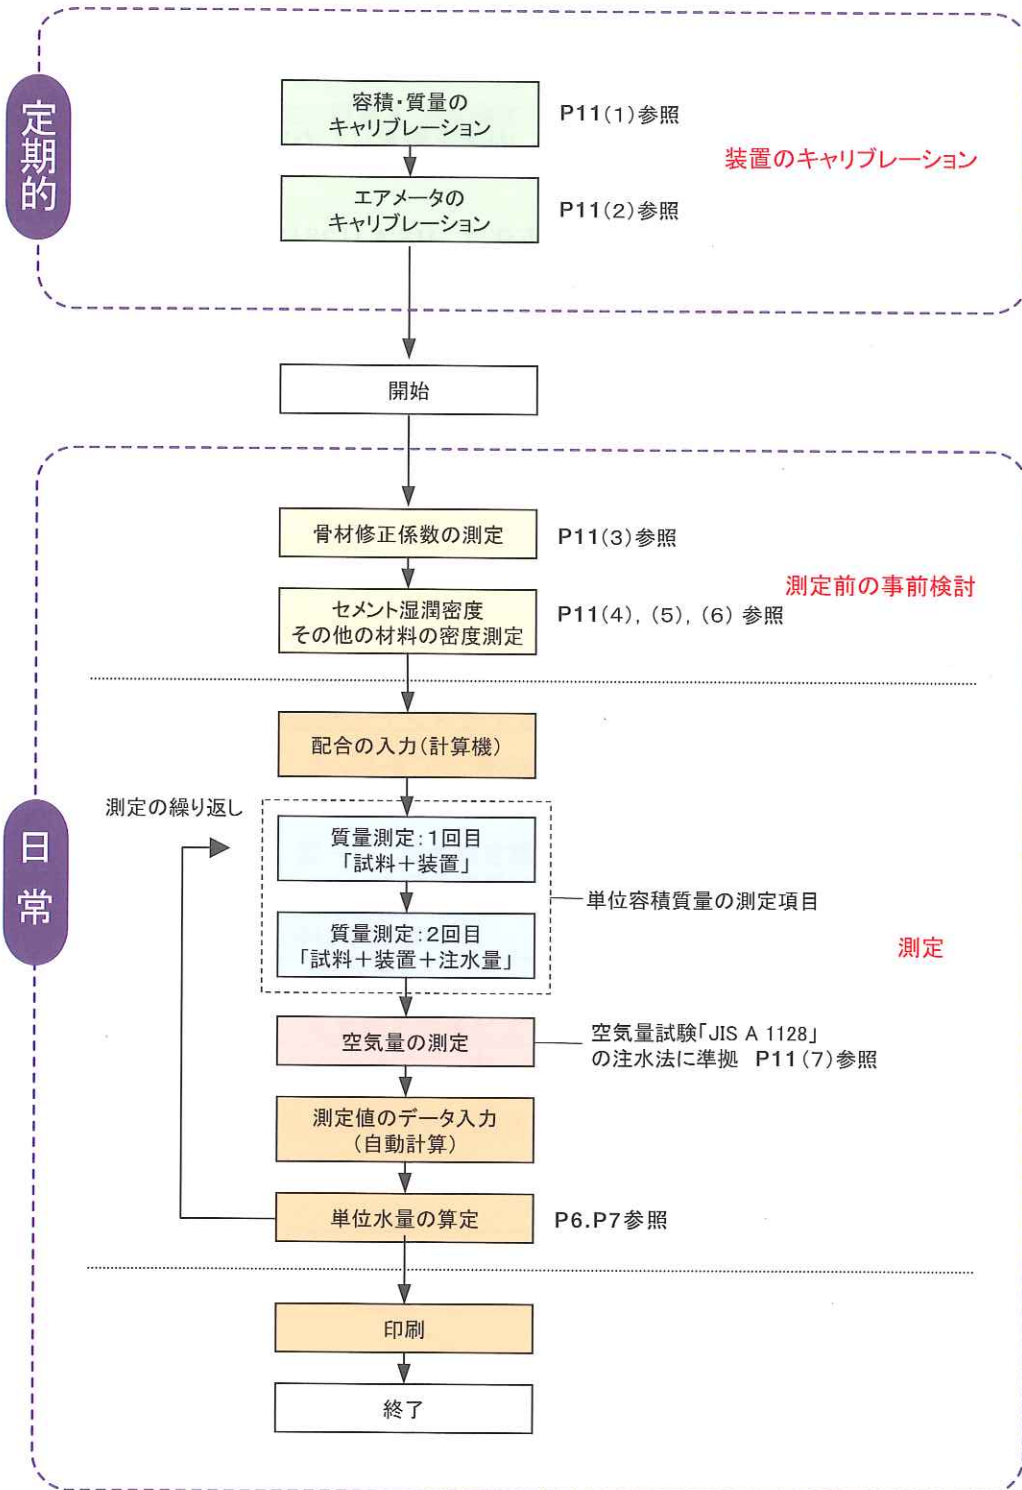 定期的
容積・質量の
キャリブレーション
P11(1)参照
装置のキャリブレーション
エアメータの
キャリブレーション
P11(2)参照
開始
日常
骨材修正係数の測定
P11(3)参照
測定前の事前検討
セメント湿潤密度
その他の材料の密度測定
P11(4), (5), (6) 参照
配合の入力(計算機)
測定の繰り返し
質量測定:1回目
「試料+装置」
単位容積質量の測定項目
質量測定:2回目
「試料+装置+注水量」
測定
空気量の測定
空気量試験「JIS A 1128」
の注水法に準拠 P11(7)参照
測定値のデータ入力
(自動計算)
単位水量の算定
P6.P7参照
印刷
終了